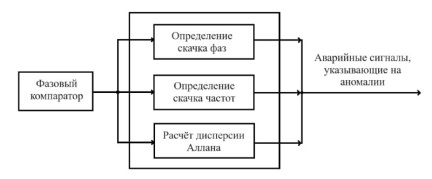 Фазовый
компаратор
Определение
скачка фаз
Определение
скачка частот
Расчёт дисперсии
Аллана
Аварийные сигналы,
указывающие на
аномалии